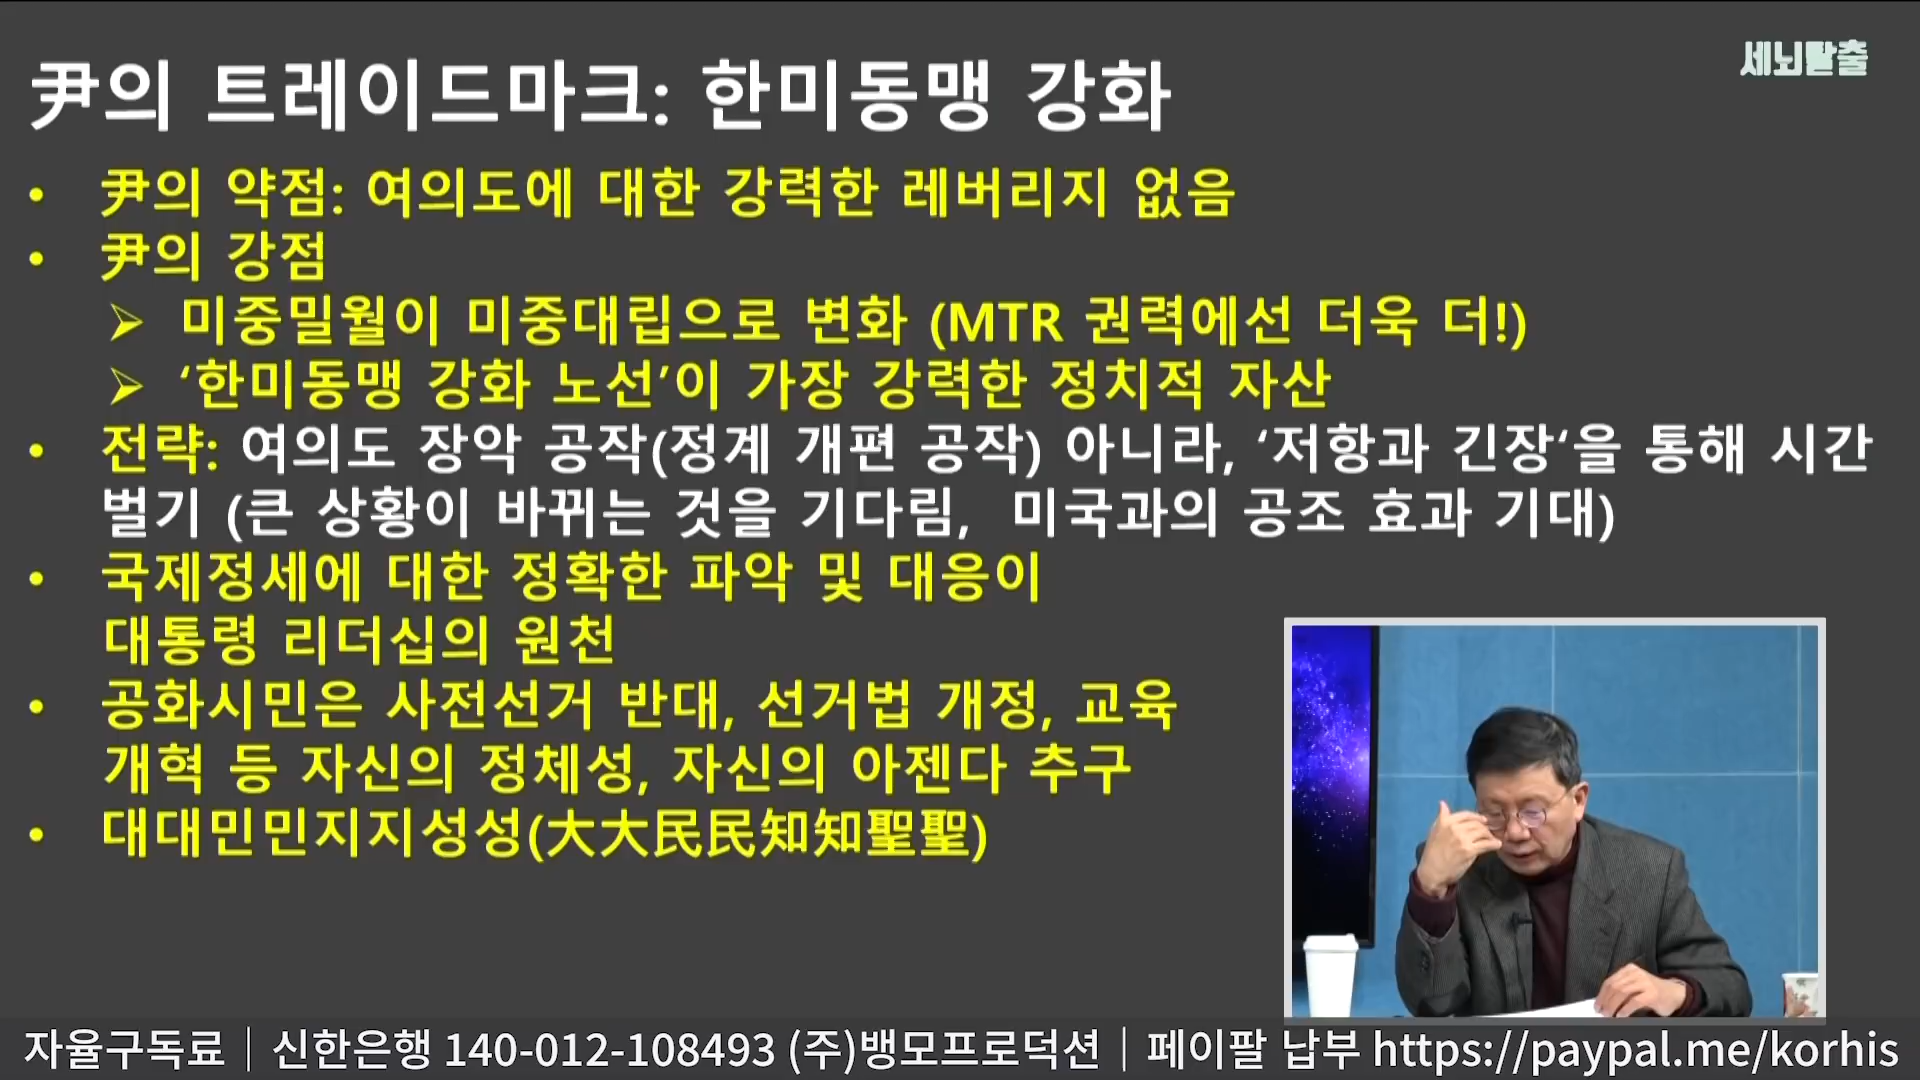 尹의 트레이드마크: 한미동맹 강화
세뇌탈출
• 尹의 약점: 여의도에 대한 강력한 레버리지 없음
• 尹의 강점
➢ 미중밀월이 미중대립으로 변화 (MTR 권력에선 더욱 더!)
➢ ‘한미동맹 강화 노선’이 가장 강력한 정치적 자산
• 전략: 여의도 장악 공작(정계 개편 공작) 아니라, ‘저항과 긴장‘을 통해 시간
벌기 (큰 상황이 바뀌는 것을 기다림, 미국과의 공조 효과 기대)
• 국제정세에 대한 정확한 파악 및 대응이
대통령 리더십의 원천
• 공화시민은 사전선거 반대, 선거법 개정, 교육
개혁 등 자신의 정체성, 자신의 아젠다 추구
• 대대민민지지성성(大大民民知知聖聖)
자율구독료｜신한은행 140-012-108493 (주)뱅모프로덕션｜페이팔 납부 https://paypal.me/korhis